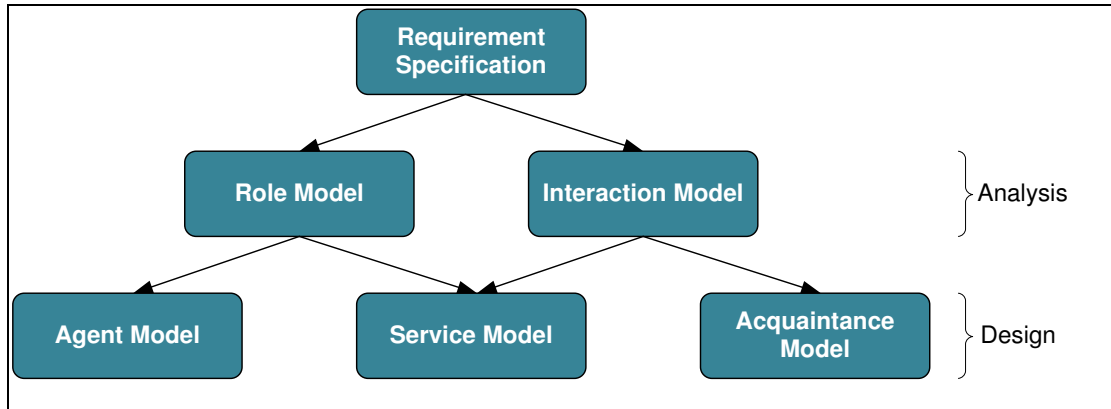 Requirement
Specification
Role Model
Interaction Model
Analysis
Agent Model
Service Model
Acquaintance
Model
Design